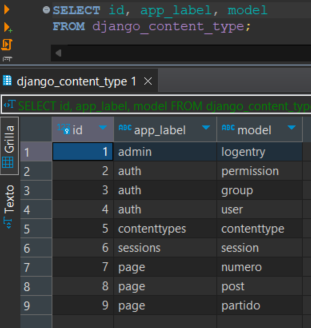 SELECT id, app_label, model
FROM django_content_type;
django_content_type 1
SELECT id, app_label, model FROM django_content_typ
Grilla
Texto
id ABC app_label ABC model
1 1 admin logentry
2 2 auth permission
3 3 auth group
4 4 auth user
5 5 contenttypes contenttype
6 6 sessions session
7 7 page numero
8 8 page post
9 9 page partido